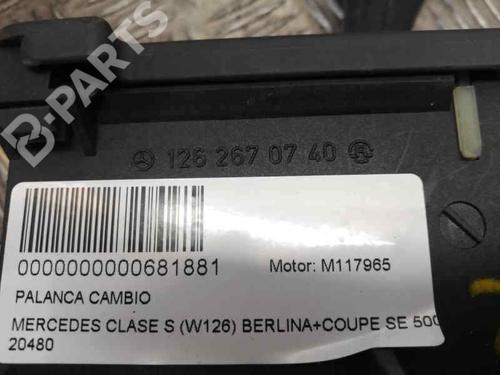 B-PARTS
126 267 07 40
0000000000681881
Motor: M117965
PALANCA CAMBIO
MERCEDES CLASE S (W126) BERLINA+COUPE SE 500
20480